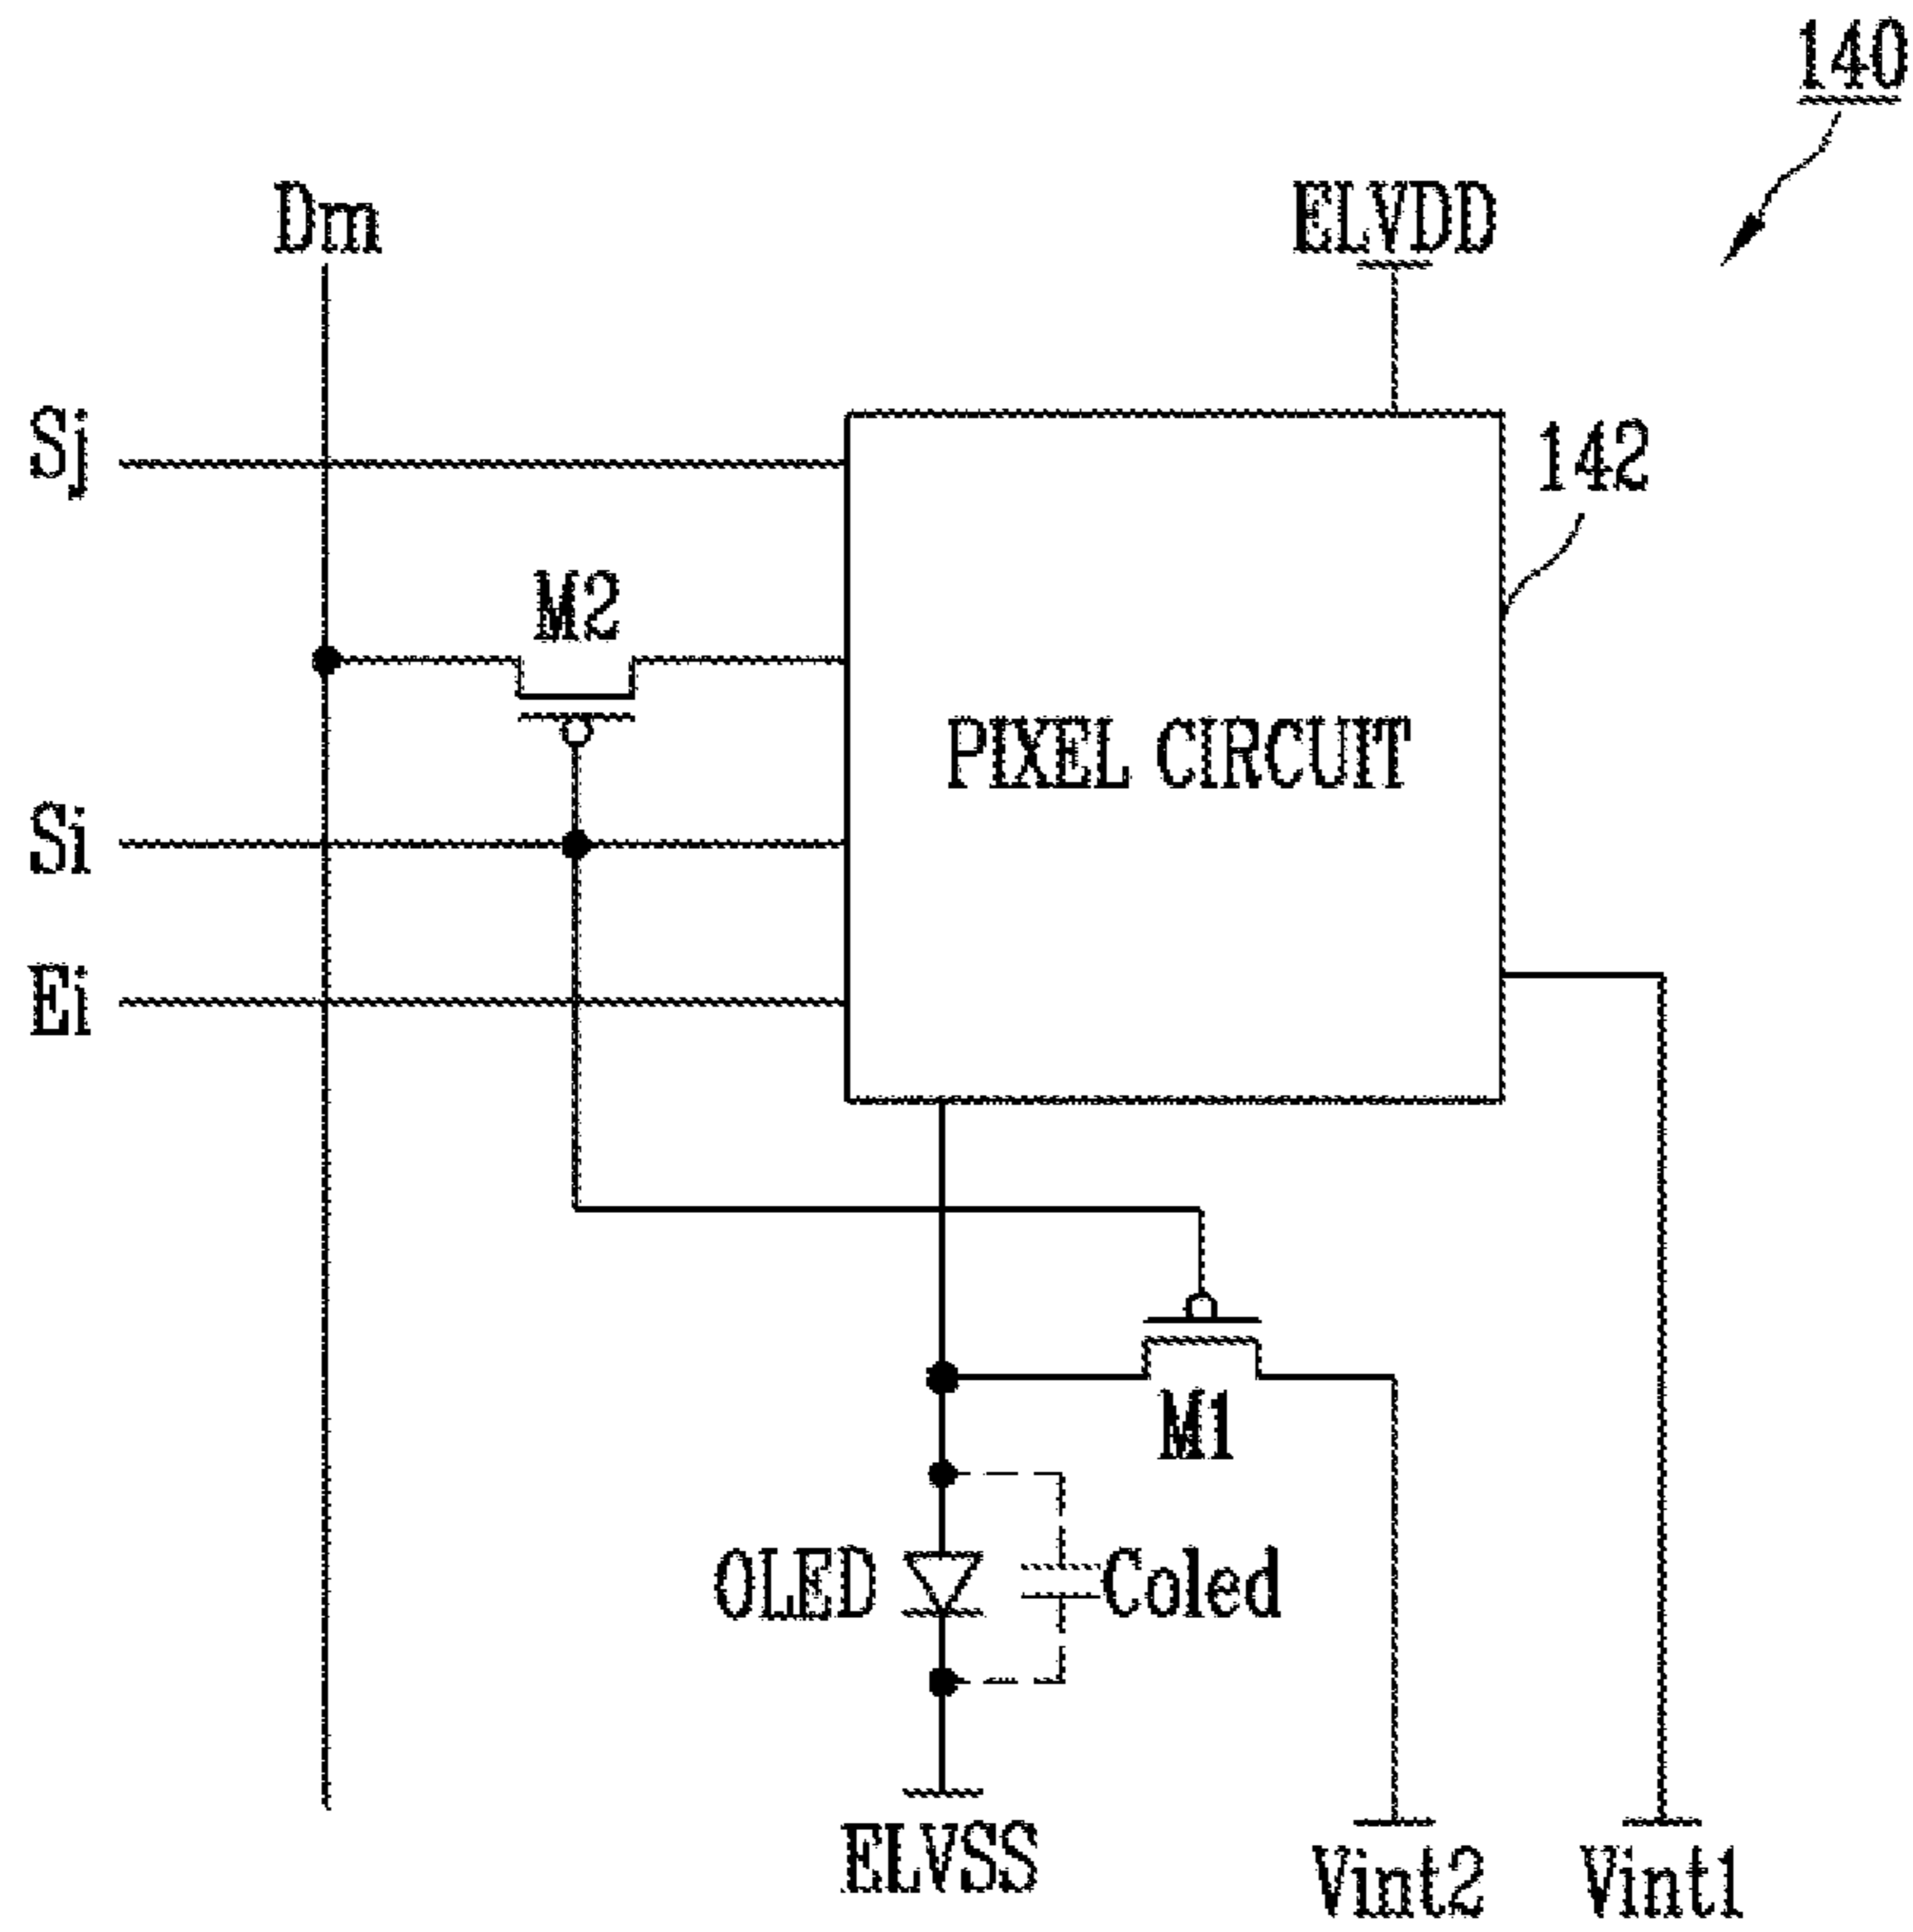 140
Dm
ELVDD
Sj
142
M2
PIXEL CIRCUIT
Si
Ei
M1
OLED
Coled
ELVSS
Vint2
Vint1